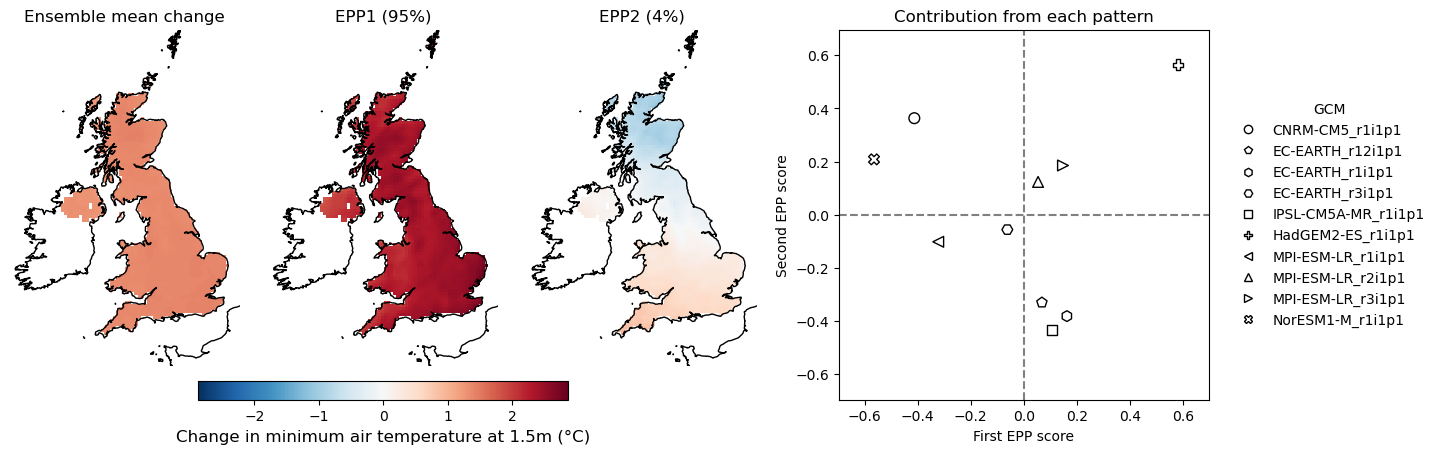 Ensemble mean change
EPP1 (95%)
EPP2 (4%)
−2
−1
0
1
2
Change in minimum air temperature at 1.5m (°C)
Contribution from each pattern
Second EPP score
0.6
0.4
0.2
0.0
−0.2
−0.4
−0.6
−0.6
−0.4
−0.2
0.0
0.2
0.4
0.6
First EPP score
GCM
CNRM-CM5_r1i1p1
EC-EARTH_r12i1p1
EC-EARTH_r1i1p1
EC-EARTH_r3i1p1
IPSL-CM5A-MR_r1i1p1
HadGEM2-ES_r1i1p1
MPI-ESM-LR_r1i1p1
MPI-ESM-LR_r2i1p1
MPI-ESM-LR_r3i1p1
NorESM1-M_r1i1p1